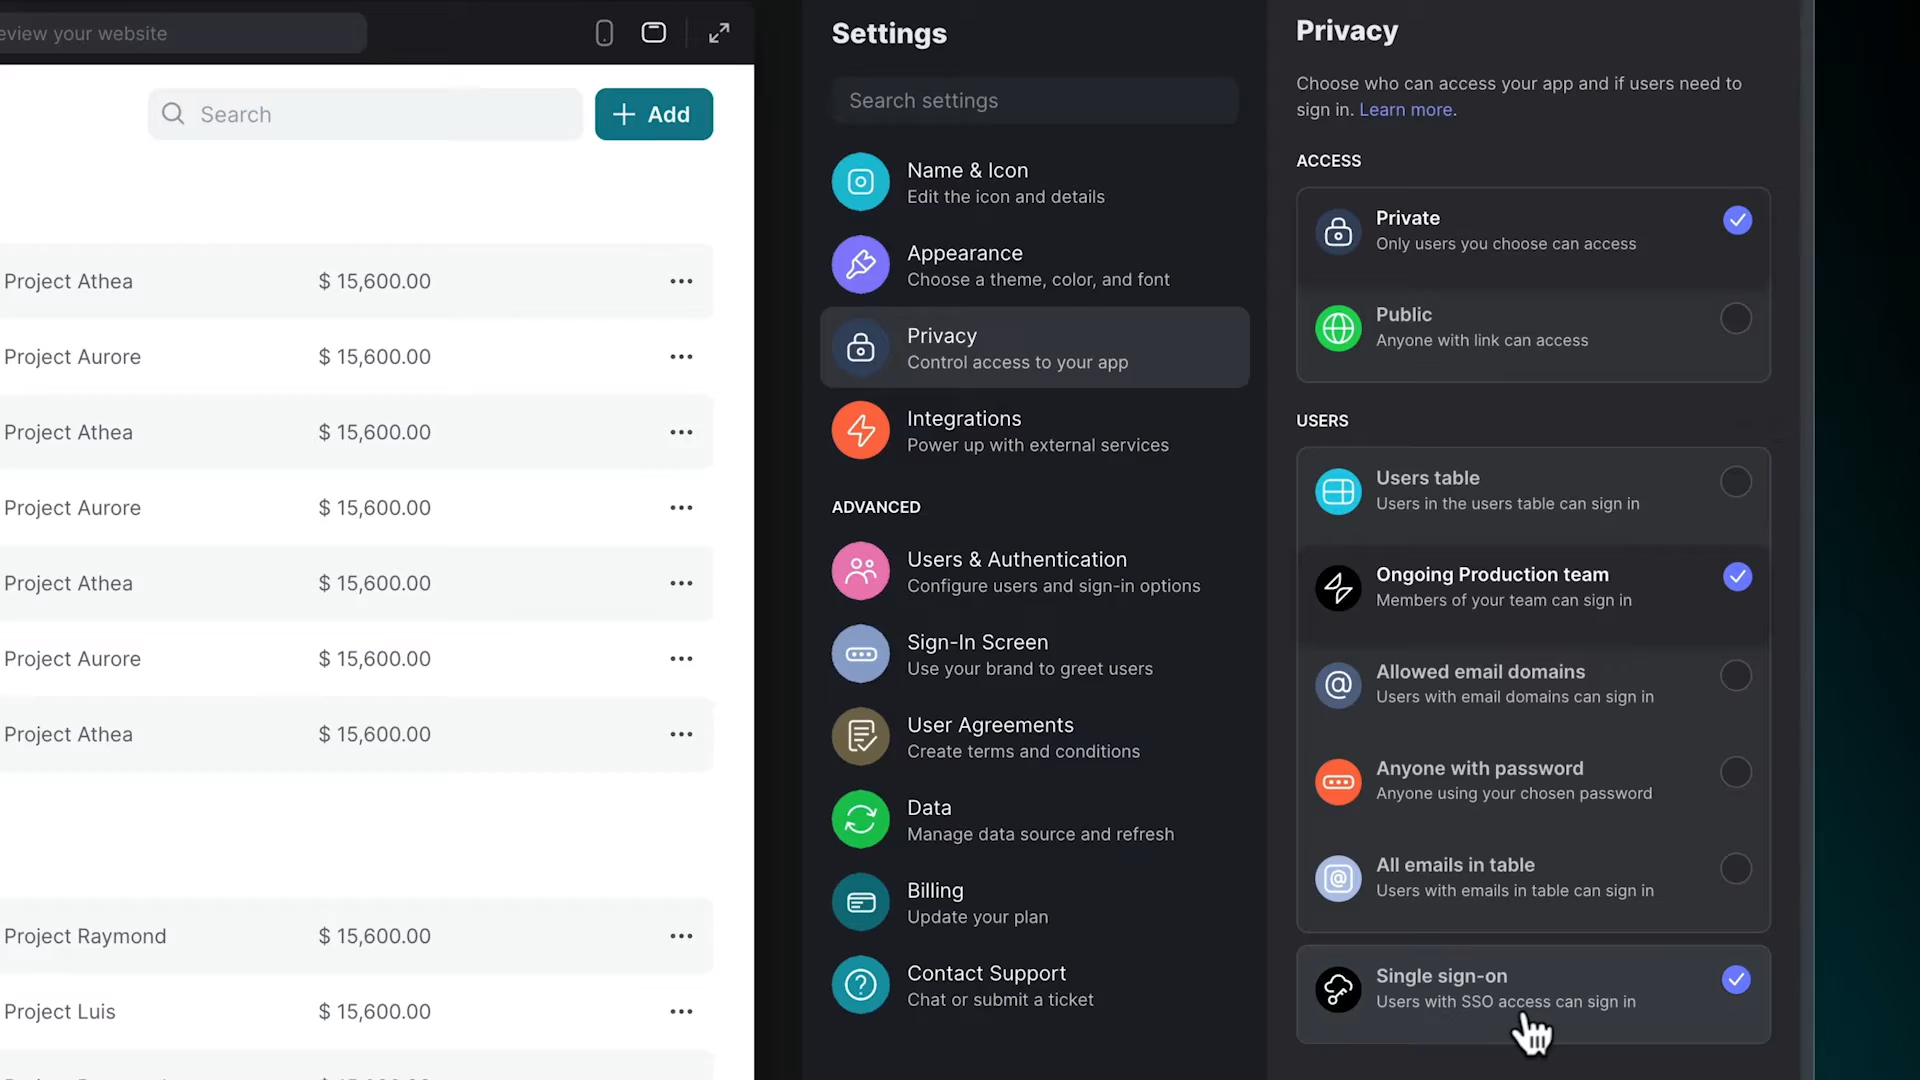 eview your website
Search
Add
Project Athea
$ 15,600.00
Project Aurore
$ 15,600.00
Project Athea
$ 15,600.00
Project Aurore
$ 15,600.00
Project Athea
$ 15,600.00
Project Aurore
$ 15,600.00
Project Athea
$ 15,600.00
Project Raymond
$ 15,600.00
Project Luis
$ 15,600.00
Settings
Search settings
Name & Icon
Edit the icon and details
Appearance
Choose a theme, color, and font
Privacy
Control access to your app
Integrations
Power up with external services
ADVANCED
Users & Authentication
Configure users and sign-in options
Sign-In Screen
Use your brand to greet users
User Agreements
Create terms and conditions
Data
Manage data source and refresh
Billing
Update your plan
Contact Support
Chat or submit a ticket
Privacy
Choose who can access your app and if users need to
sign in. Learn more.
ACCESS
Private
Only users you choose can access
Public
Anyone with link can access
USERS
Users table
Users in the users table can sign in
Ongoing Production team
Members of your team can sign in
Allowed email domains
Users with email domains can sign in
Anyone with password
Anyone using your chosen password
All emails in table
Users with emails in table can sign in
Single sign-on
Users with SSO access can sign in